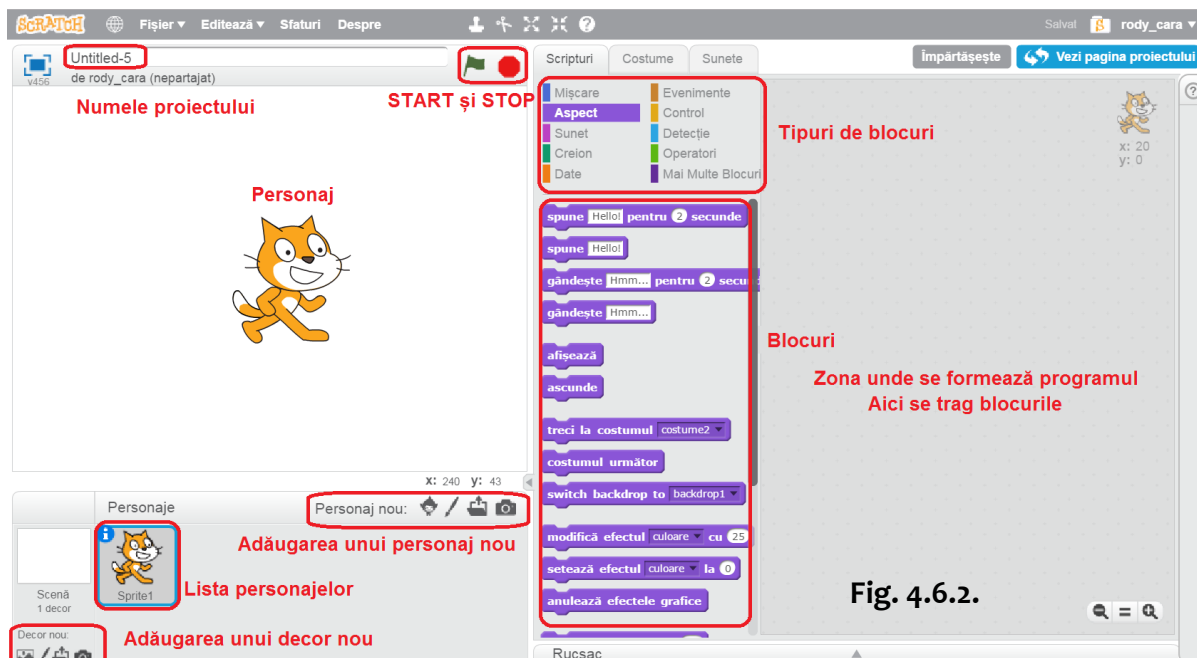 SCRATCH Fișier Editează Sfaturi Despre Salvat rody_cara
v456
Untitled-5
de rody_cara (nepartajat)
Numele proiectului
START și STOP
Personaj
x: 240 y: 43
Personaje
Personaj nou:
Adăugarea unui personaj nou
Sprite1
Lista personajelor
Scenă
1 decor
Decor nou:
Adăugarea unui decor nou
Scripturi Costume Sunete
Împărtășește Vezi pagina proiectului
Mișcare Evenimente
Aspect Control
Sunet Detecție
Creion Operatori
Date Mai Multe Blocuri
Tipuri de blocuri
x: 20
y: 0
spune Hello! pentru 2 secunde
spune Hello!
gândește Hmm... pentru 2 secu
gândește Hmm...
afișează
ascunde
treci la costumul costume2
costumul următor
switch backdrop to backdrop1
modifică efectul culoare cu 25
setează efectul culoare la 0
anulează efectele grafice
Blocuri
Zona unde se formează programul
Aici se trag blocurile
Fig. 4.6.2.
Rucsac